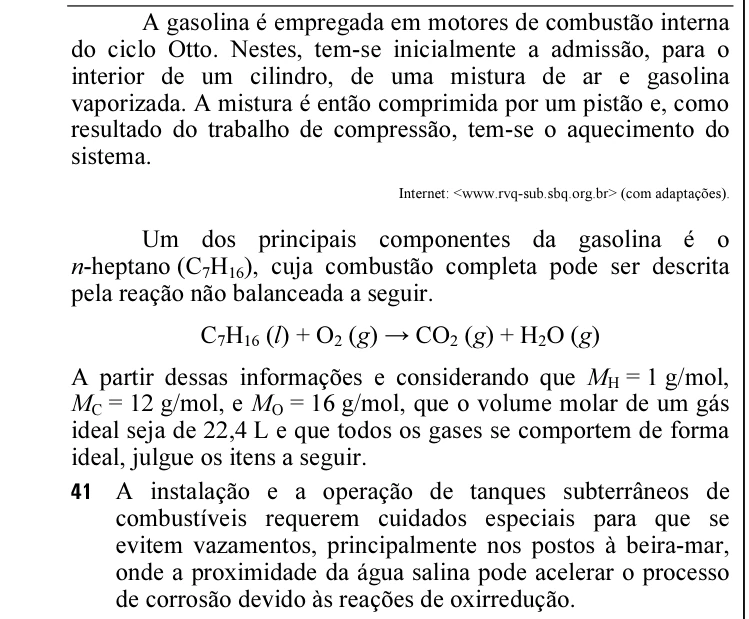 A gasolina é empregada em motores de combustão interna
do ciclo Otto. Nestes, tem-se inicialmente a admissão, para o
interior de um cilindro, de uma mistura de ar e gasolina
vaporizada. A mistura é então comprimida por um pistão e, como
resultado do trabalho de compressão, tem-se o aquecimento do
sistema.
Internet: <www.rvq-sub.sbq.org.br> (com adaptações).
Um dos principais componentes da gasolina é o
n-heptano (C₇H₁₆), cuja combustão completa pode ser descrita
pela reação não balanceada a seguir.
C₇H₁₆ (l) + O₂ (g) → CO₂ (g) + H₂O (g)
A partir dessas informações e considerando que M_H = 1 g/mol,
M_C = 12 g/mol, e M_O = 16 g/mol, que o volume molar de um gás
ideal seja de 22,4 L e que todos os gases se comportem de forma
ideal, julgue os itens a seguir.
41 A instalação e a operação de tanques subterrâneos de
combustíveis requerem cuidados especiais para que se
evitem vazamentos, principalmente nos postos à beira-mar,
onde a proximidade da água salina pode acelerar o processo
de corrosão devido às reações de oxirredução.